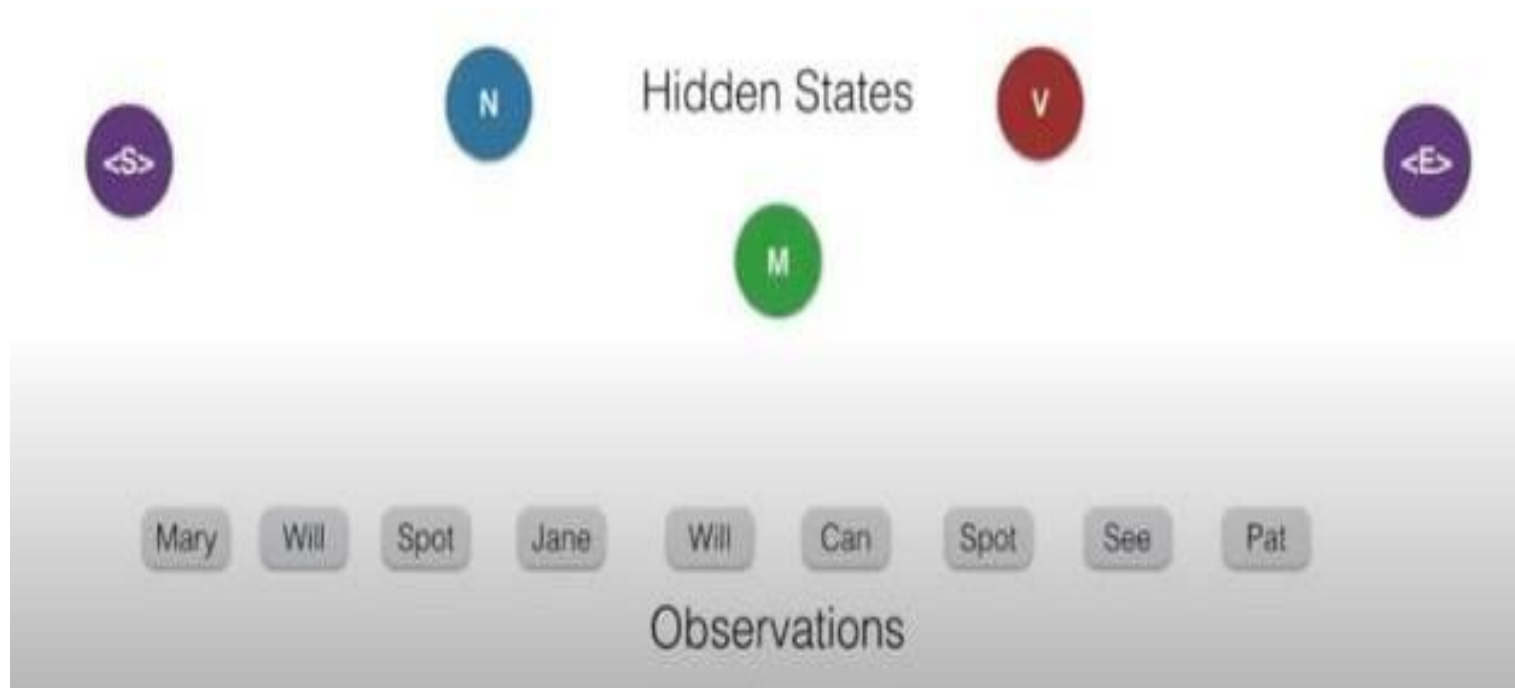 Hidden States
<S>
N
V
<E>
M
Mary Will Spot Jane Will Can Spot See Pat
Observations